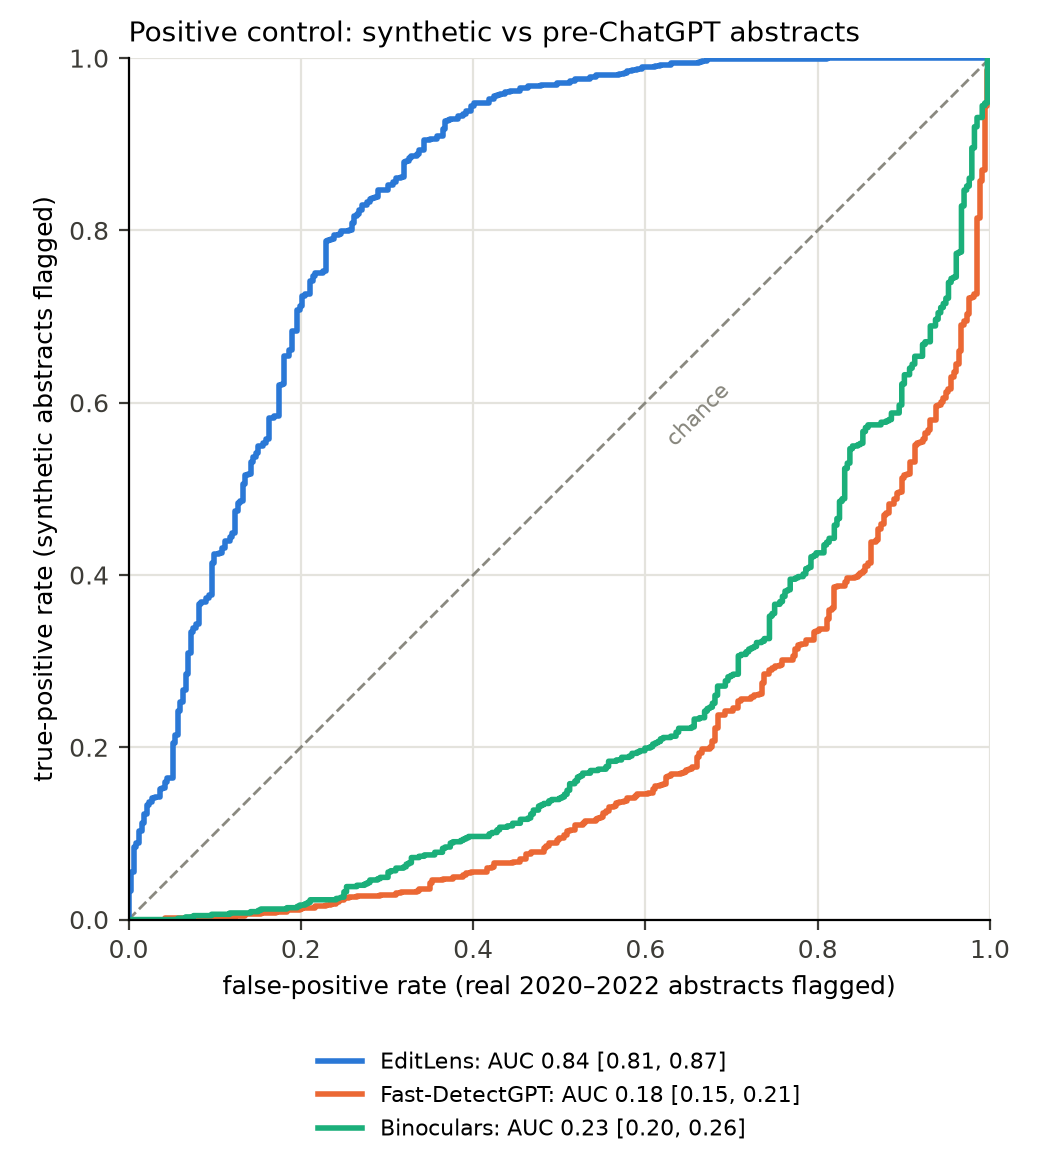 Positive control: synthetic vs pre-ChatGPT abstracts
1.0
0.8
0.6
0.4
0.2
0.0
true-positive rate (synthetic abstracts flagged)
chance
0.0 0.2 0.4 0.6 0.8 1.0
false-positive rate (real 2020–2022 abstracts flagged)
EditLens: AUC 0.84 [0.81, 0.87]
Fast-DetectGPT: AUC 0.18 [0.15, 0.21]
Binoculars: AUC 0.23 [0.20, 0.26]